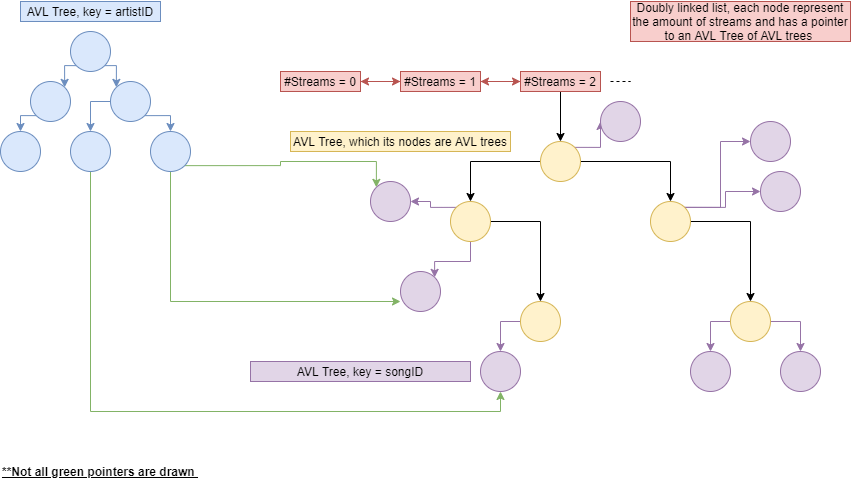 AVL Tree, key = artistID
Doubly linked list, each node represent
the amount of streams and has a pointer
to an AVL Tree of AVL trees
#Streams = 0
#Streams = 1
#Streams = 2
----
AVL Tree, which its nodes are AVL trees
AVL Tree, key = songID
**Not all green pointers are drawn